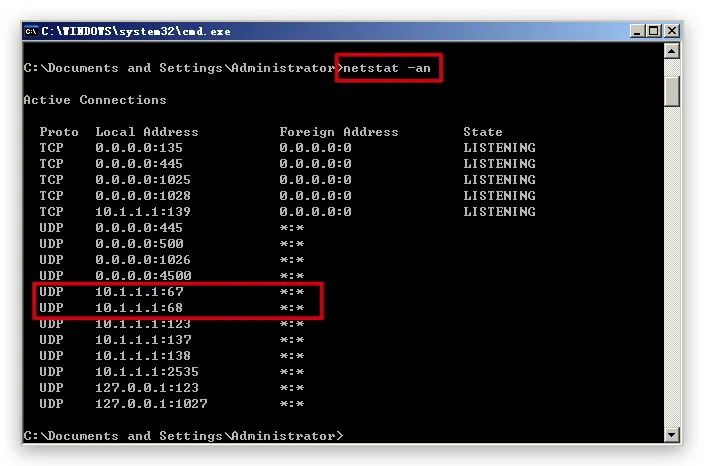 C:\WINDOWS\system32\cmd.exe
C:\Documents and Settings\Administrator>netstat -an
Active Connections
Proto  Local Address          Foreign Address        State
TCP    0.0.0.0:135            0.0.0.0:0              LISTENING
TCP    0.0.0.0:445            0.0.0.0:0              LISTENING
TCP    0.0.0.0:1025           0.0.0.0:0              LISTENING
TCP    0.0.0.0:1028           0.0.0.0:0              LISTENING
TCP    10.1.1.1:139           0.0.0.0:0              LISTENING
UDP    0.0.0.0:445            *:*
UDP    0.0.0.0:500            *:*
UDP    0.0.0.0:1026           *:*
UDP    0.0.0.0:4500           *:*
UDP    10.1.1.1:67            *:*
UDP    10.1.1.1:68            *:*
UDP    10.1.1.1:123           *:*
UDP    10.1.1.1:137           *:*
UDP    10.1.1.1:138           *:*
UDP    10.1.1.1:2535          *:*
UDP    127.0.0.1:123          *:*
UDP    127.0.0.1:1027         *:*
C:\Documents and Settings\Administrator>